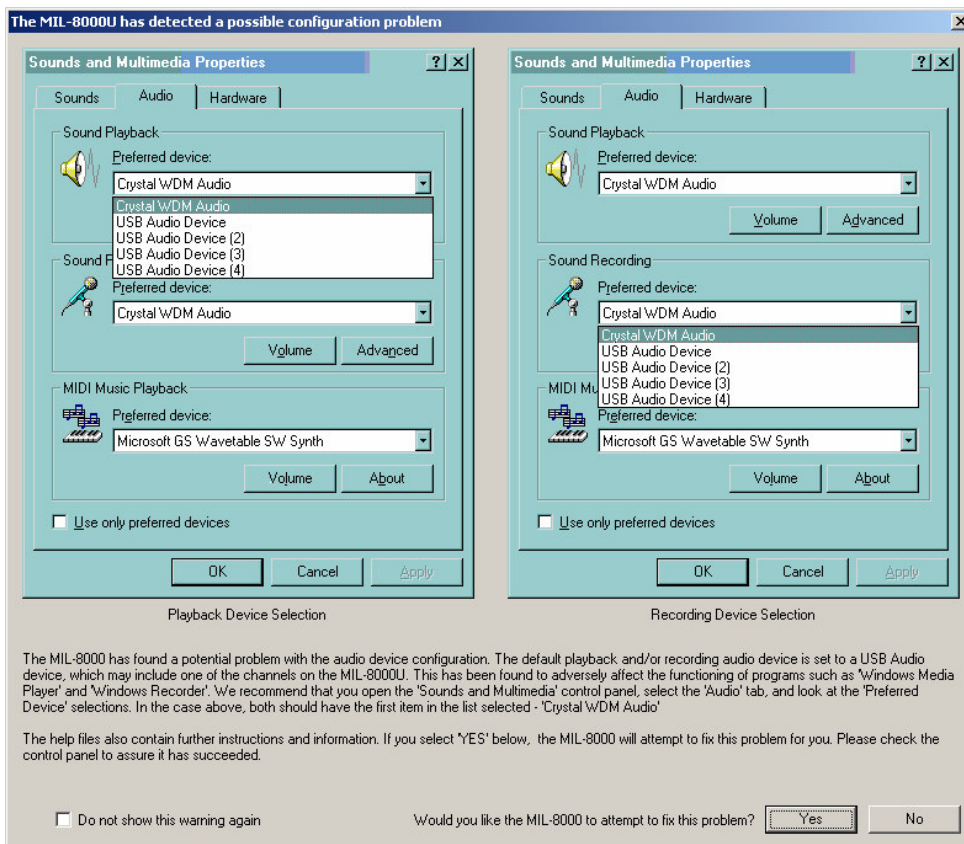 The MIL-8000U has detected a possible configuration problem
Sounds and Multimedia Properties
Sounds
Audio
Hardware
Sound Playback
Preferred device:
Crystal WDM Audio
Crystal WDM Audio
USB Audio Device
USB Audio Device (2)
USB Audio Device (3)
USB Audio Device (4)
Sound
Preferred device:
Crystal WDM Audio
Volume
Advanced
MIDI Music Playback
Preferred device:
Microsoft GS Wavetable SW Synth
Volume
About
Use only preferred devices
OK
Cancel
Apply
Playback Device Selection
Sounds and Multimedia Properties
Sounds
Audio
Hardware
Sound Playback
Preferred device:
Crystal WDM Audio
Volume
Advanced
Sound Recording
Preferred device:
Crystal WDM Audio
Crystal WDM Audio
USB Audio Device
USB Audio Device (2)
USB Audio Device (3)
USB Audio Device (4)
MIDI Mu
Preferred device:
Microsoft GS Wavetable SW Synth
Volume
About
Use only preferred devices
OK
Cancel
Apply
Recording Device Selection
The MIL-8000 has found a potential problem with the audio device configuration. The default playback and/or recording audio device is set to a USB Audio
device, which may include one of the channels on the MIL-8000U. This has been found to adversely affect the functioning of programs such as 'Windows Media
Player' and 'Windows Recorder'. We recommend that you open the 'Sounds and Multimedia' control panel, select the 'Audio' tab, and look at the 'Preferred
Device' selections. In the case above, both should have the first item in the list selected - 'Crystal WDM Audio'
The help files also contain further instructions and information. If you select 'YES' below, the MIL-8000 will attempt to fix this problem for you. Please check the
control panel to assure it has succeeded.
Do not show this warning again
Would you like the MIL-8000 to attempt to fix this problem?
Yes
No